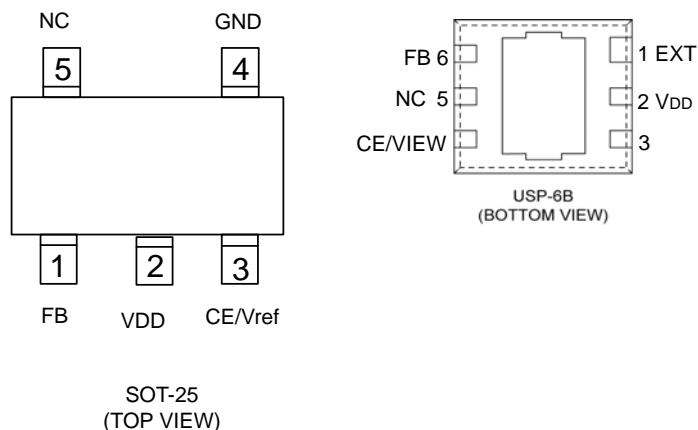 NC GND
5 4
1 2 3
FB VDD CE/Vref
SOT-25
(TOP VIEW)
FB 6 1 EXT
NC 5 2 VDD
CE/VIEW 3
USP-6B
(BOTTOM VIEW)